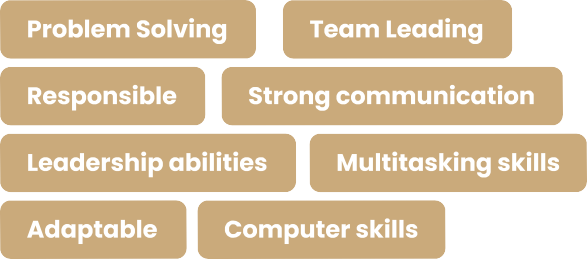 Problem Solving
Team Leading
Responsible
Strong communication
Leadership abilities
Multitasking skills
Adaptable
Computer skills